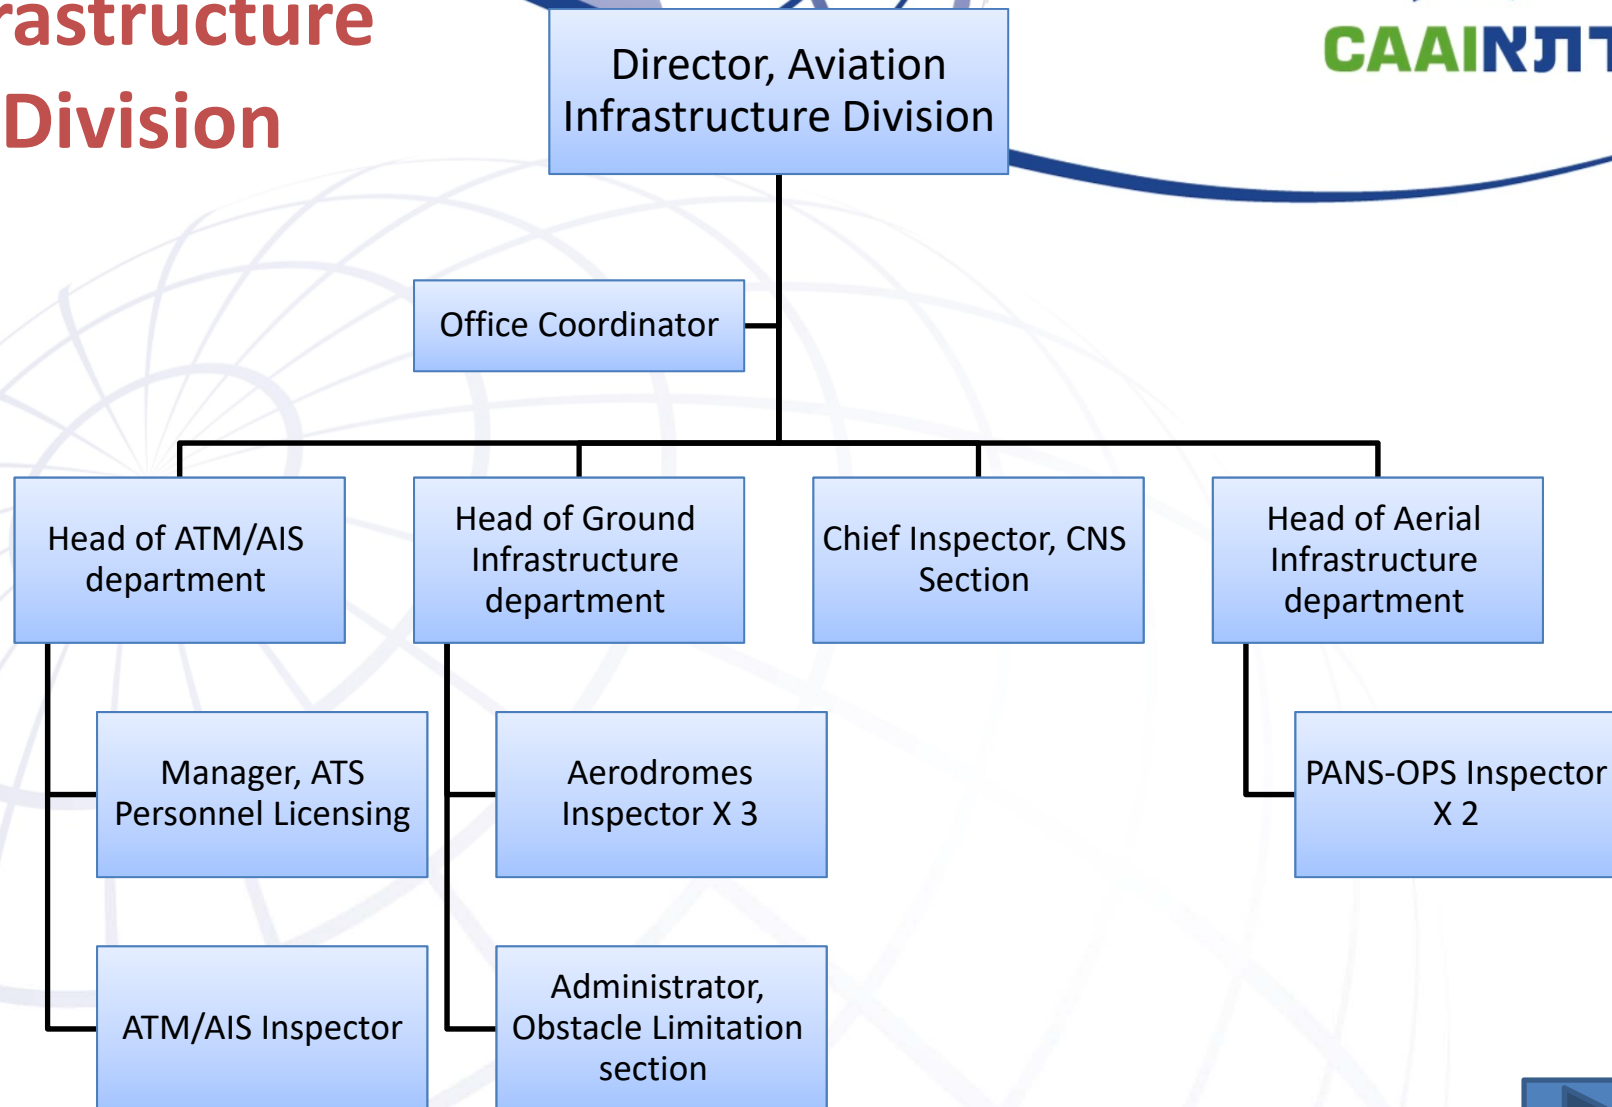 rastructure
Division
Director, Aviation
Infrastructure Division
CAAI
Office Coordinator
Head of ATM/AIS
department
Head of Ground
Infrastructure
department
Chief Inspector, CNS
Section
Head of Aerial
Infrastructure
department
Manager, ATS
Personnel Licensing
Aerodromes
Inspector X 3
PANS-OPS Inspector
X 2
ATM/AIS Inspector
Administrator,
Obstacle Limitation
section